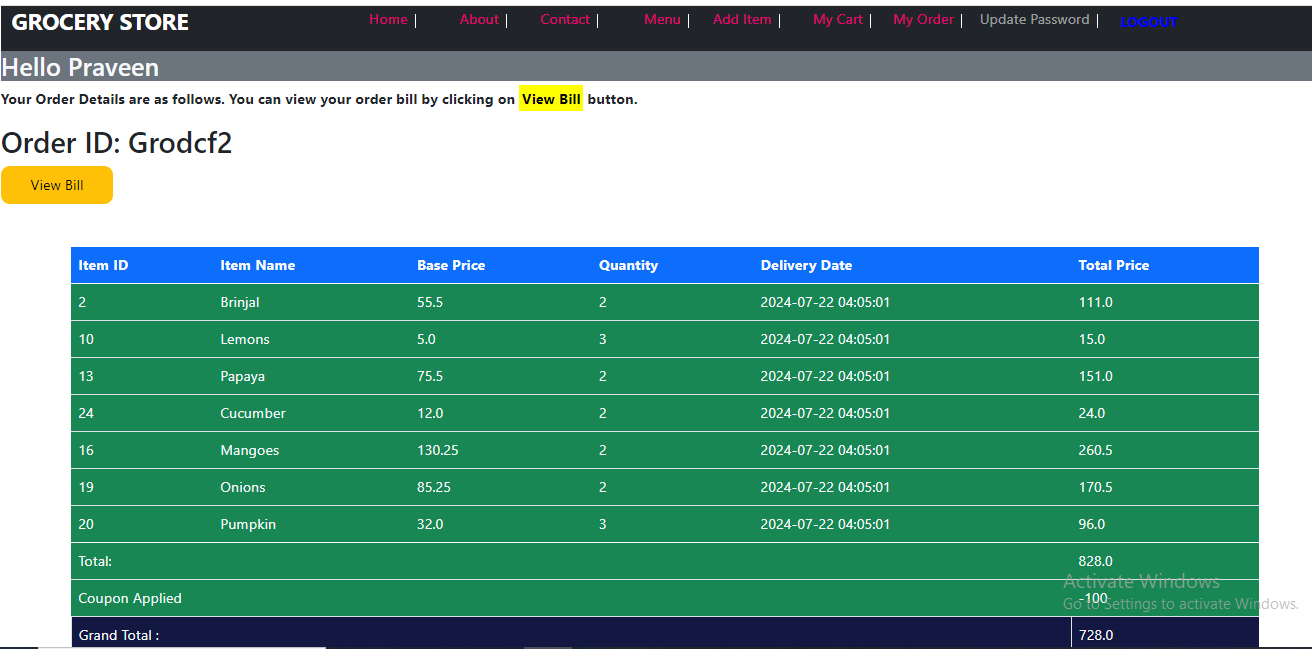 GROCERY STORE Home | About | Contact | Menu | Add Item | My Cart | My Order | Update Password | LOGOUT
Hello Praveen
Your Order Details are as follows. You can view your order bill by clicking on View Bill button.
Order ID: Grodcf2
View Bill
Item ID Item Name Base Price Quantity Delivery Date Total Price
2 Brinjal 55.5 2 2024-07-22 04:05:01 111.0
10 Lemons 5.0 3 2024-07-22 04:05:01 15.0
13 Papaya 75.5 2 2024-07-22 04:05:01 151.0
24 Cucumber 12.0 2 2024-07-22 04:05:01 24.0
16 Mangoes 130.25 2 2024-07-22 04:05:01 260.5
19 Onions 85.25 2 2024-07-22 04:05:01 170.5
20 Pumpkin 32.0 3 2024-07-22 04:05:01 96.0
Total: 828.0
Activate Windows
Coupon Applied -100
Go to Settings to activate Windows.
Grand Total : 728.0